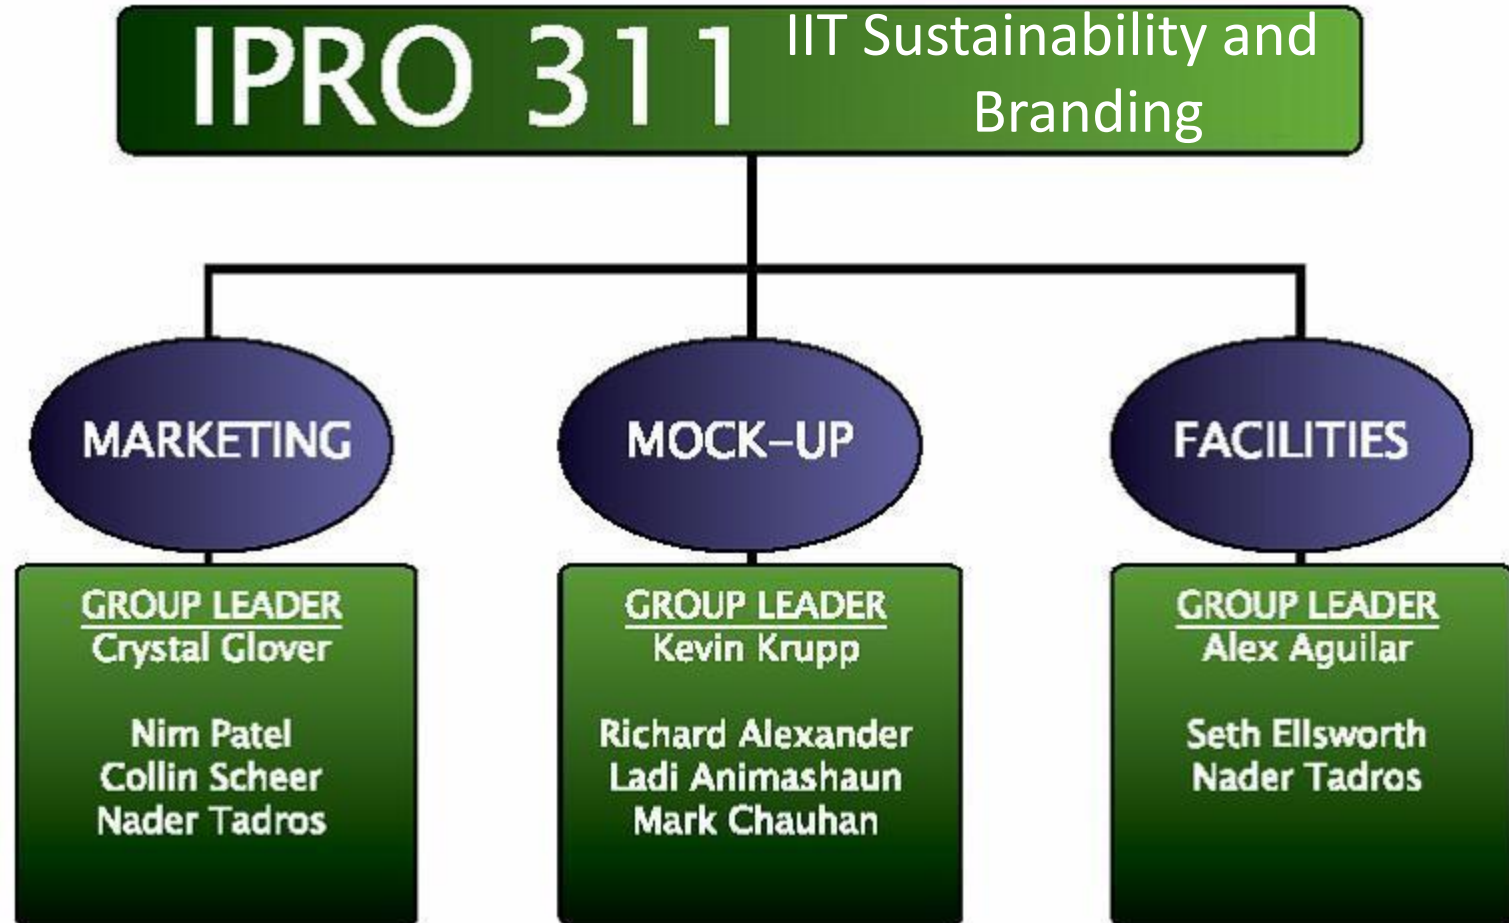 IPRO 311
IIT Sustainability and
Branding
MARKETING
GROUP LEADER
Crystal Glover
Nim Patel
Collin Scheer
Nader Tadros
MOCK-UP
GROUP LEADER
Kevin Krupp
Richard Alexander
Ladi Animashaun
Mark Chauhan
FACILITIES
GROUP LEADER
Alex Aguilar
Seth Ellsworth
Nader Tadros